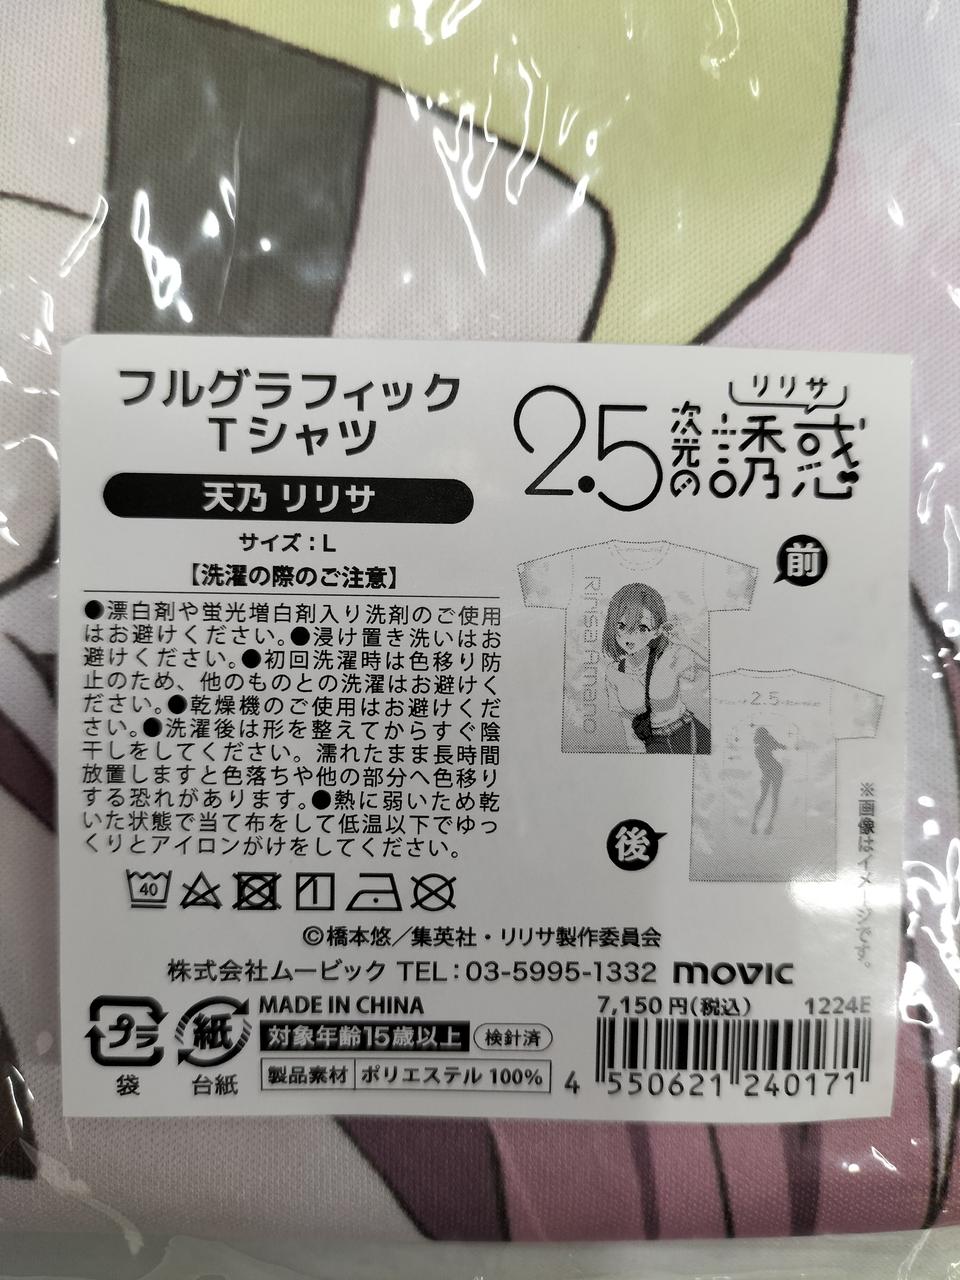 フルグラフィック
Tシャツ
天乃 リリサ
サイズ：L
【洗濯の際のご注意】
●漂白剤や蛍光増白剤入り洗剤のご使用
はお避けください。●浸け置き洗いはお
避けください。●初回洗濯時は色移り防
止のため、他のものとの洗濯はお避けく
ださい。●乾燥機のご使用はお避けくだ
さい。●洗濯後は形を整えてからすぐ陰
干しをしてください。濡れたまま長時間
放置しますと色落ちや他の部分へ色移り
する恐れがあります。●熱に弱いため乾
いた状態で当て布をして低温以下でゆっ
くりとアイロンがけをしてください。
40
リリサ
2.5次元の誘惑
前
Ririsa Amano
2.5
後
※画像はイメージです。
©橋本悠／集英社・リリサ製作委員会
株式会社ムービック TEL：03-5995-1332 movic
プラ
袋
紙
台紙
MADE IN CHINA
対象年齢15歳以上
検針済
製品素材 ポリエステル 100%
7,150円(税込)
1224E
4 550621 240171